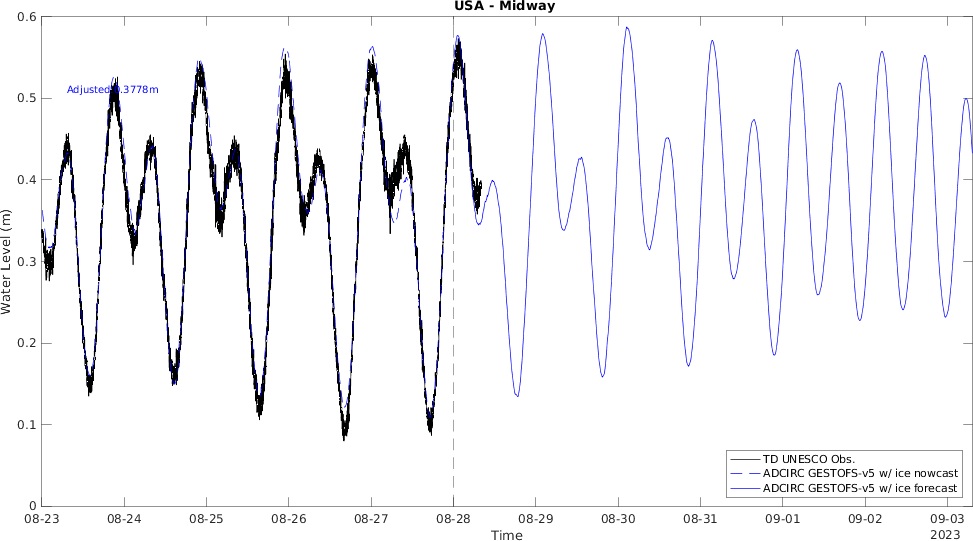 USA - Midway
0.6
0.5
0.4
0.3
0.2
0.1
0
Water Level (m)
Adjusted 0.3778m
TD UNESCO Obs.
ADCIRC GESTOFS-v5 w/ ice nowcast
ADCIRC GESTOFS-v5 w/ ice forecast
08-23 08-24 08-25 08-26 08-27 08-28 08-29 08-30 08-31 09-01 09-02 09-03
2023
Time